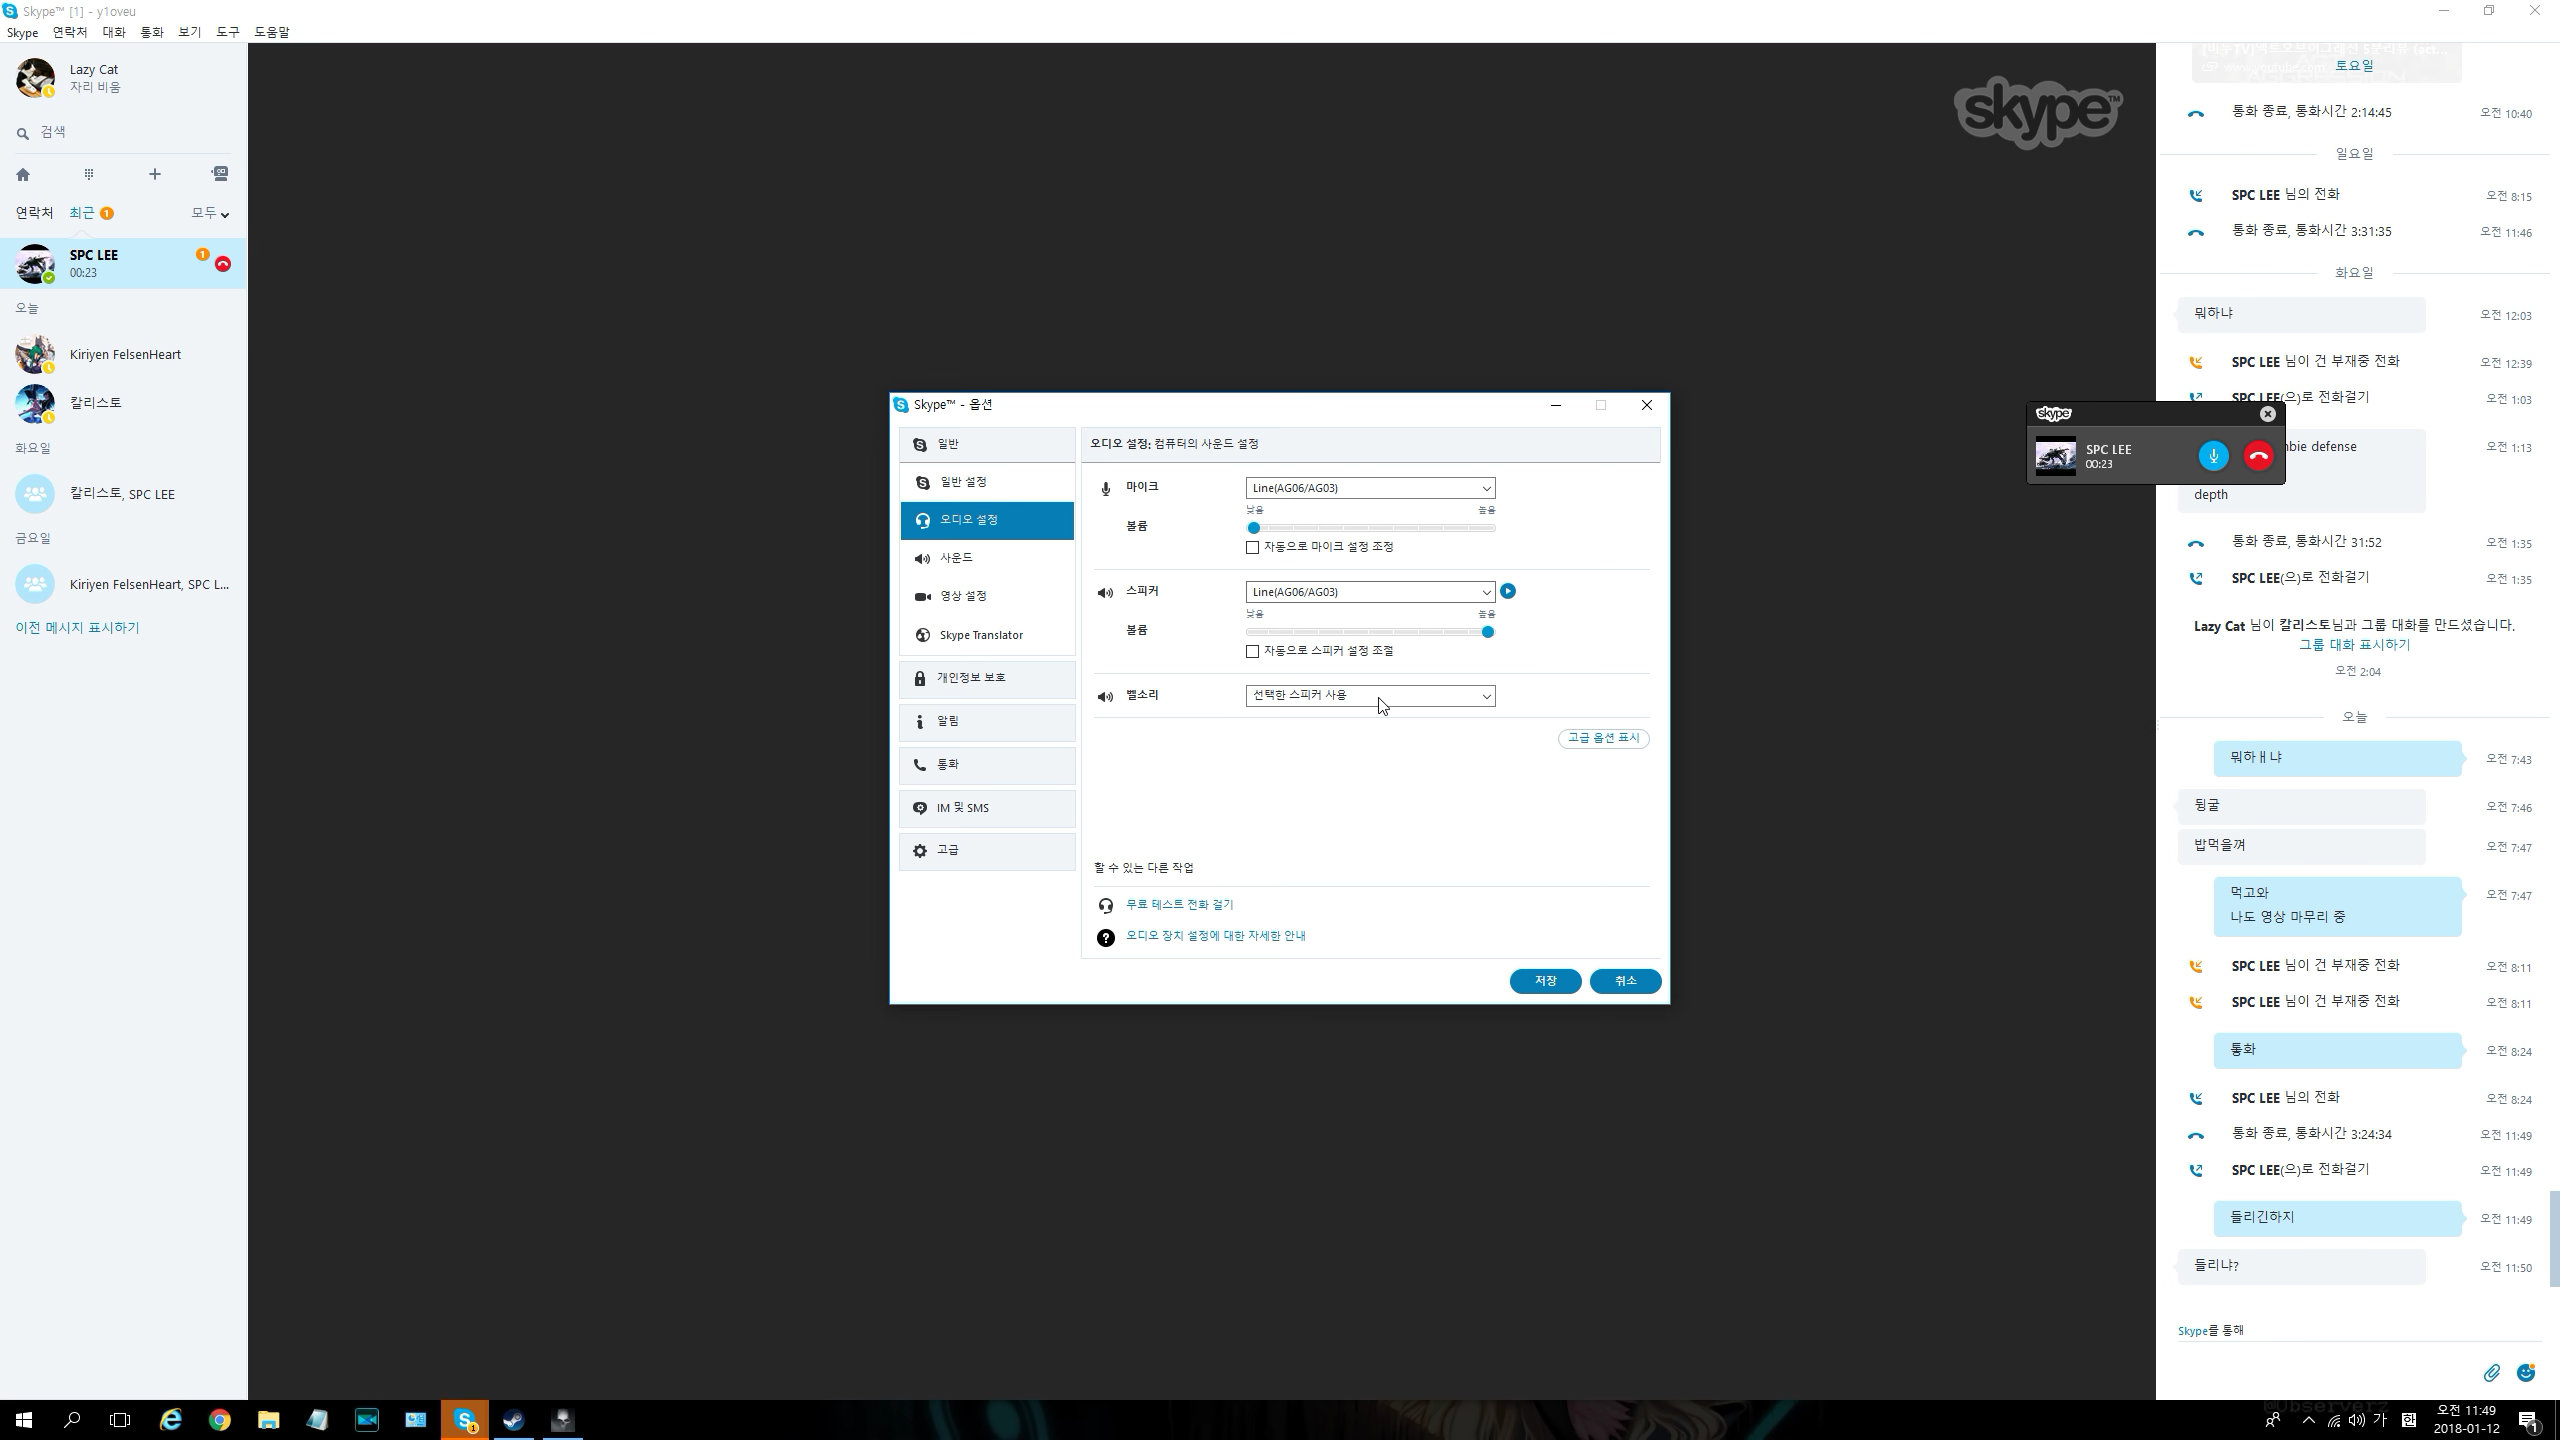 Skype™ [1] - y1oveu
Skype 연락처 대화 통화 보기 도구 도움말
Lazy Cat
자리 비움
검색
연락처 최근 1 모두
SPC LEE 1
00:23
오늘
Kiriyen FelsenHeart
칼리스토
화요일
칼리스토, SPC LEE
금요일
Kiriyen FelsenHeart, SPC L...
이전 메시지 표시하기
skype™
Skype™ - 옵션
일반
일반 설정
오디오 설정
사운드
영상 설정
Skype Translator
개인정보 보호
알림
통화
IM 및 SMS
고급
오디오 설정: 컴퓨터의 사운드 설정
마이크 Line(AG06/AG03)
낮음 높음
볼륨
자동으로 마이크 설정 조정
스피커 Line(AG06/AG03)
낮음 높음
볼륨
자동으로 스피커 설정 조절
벨소리 선택한 스피커 사용
고급 옵션 표시
할 수 있는 다른 작업
무료 테스트 전화 걸기
오디오 장치 설정에 대한 자세한 안내
저장 취소
www.youtube.com
토요일
통화 종료, 통화시간 2:14:45 오전 10:40
일요일
SPC LEE 님의 전화 오전 8:15
통화 종료, 통화시간 3:31:35 오전 11:46
화요일
뭐하냐 오전 12:03
SPC LEE 님이 건 부재중 전화 오전 12:39
SPC LEE(으)로 전화걸기 오전 1:03
skype
SPC LEE
00:23
bie defense 오전 1:13
depth
통화 종료, 통화시간 31:52 오전 1:35
SPC LEE(으)로 전화걸기 오전 1:35
Lazy Cat 님이 칼리스토님과 그룹 대화를 만드셨습니다.
그룹 대화 표시하기
오전 2:04
오늘
뭐하ㅐ냐 오전 7:43
뒹굴 오전 7:46
밥먹을껴 오전 7:47
먹고와 오전 7:47
나도 영상 마무리 중
SPC LEE 님이 건 부재중 전화 오전 8:11
SPC LEE 님이 건 부재중 전화 오전 8:11
통화 오전 8:24
SPC LEE 님의 전화 오전 8:24
통화 종료, 통화시간 3:24:34 오전 11:49
SPC LEE(으)로 전화걸기 오전 11:49
들리긴하지 오전 11:49
들리냐? 오전 11:50
Skype를 통해
가 한 오전 11:49
2018-01-12
1